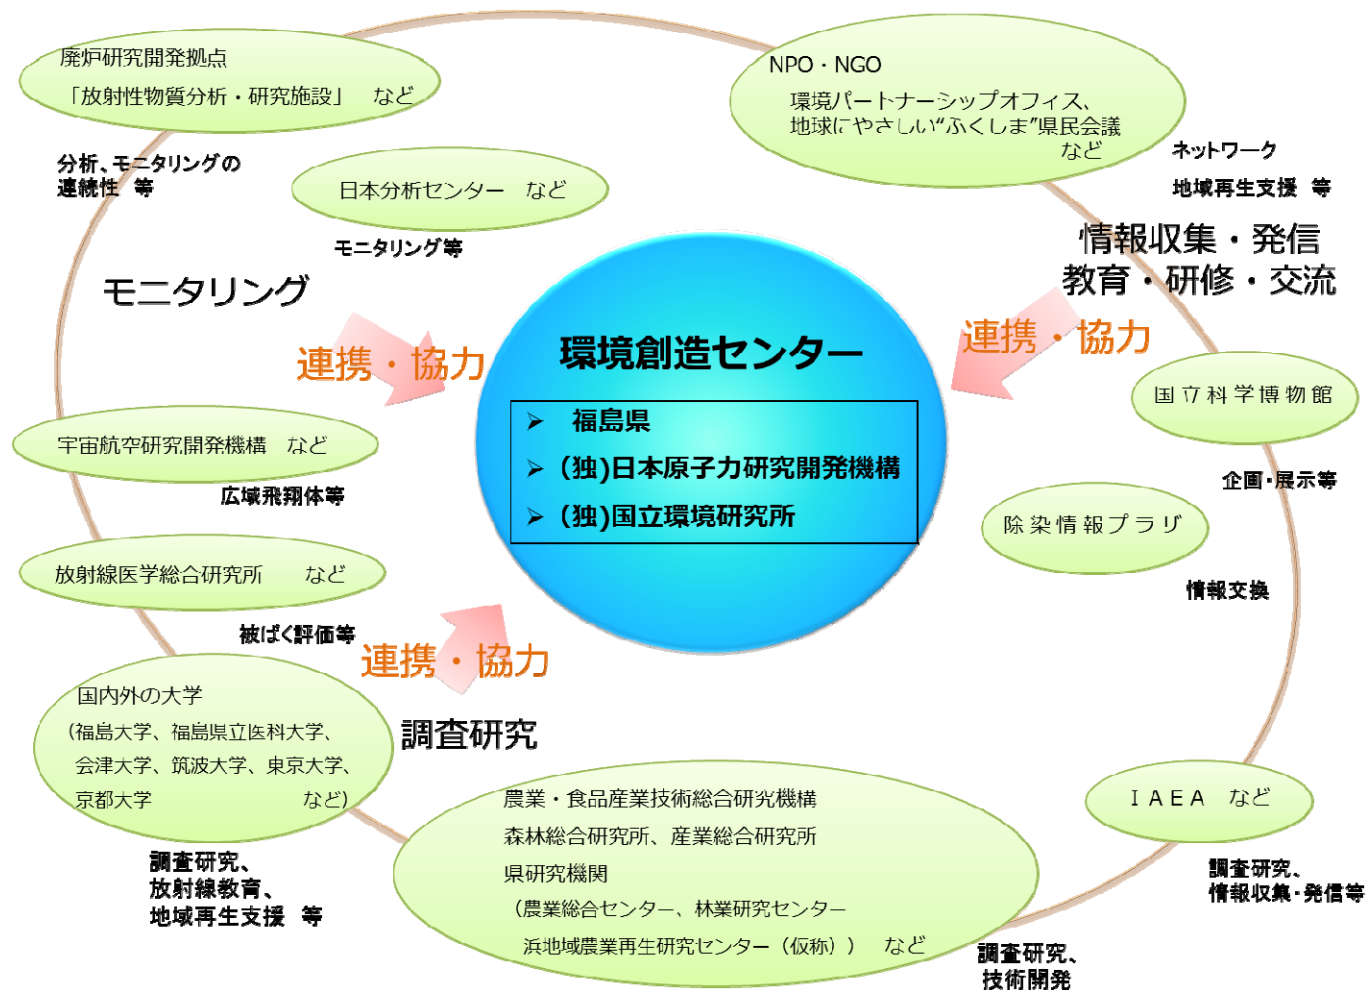 廃炉研究開発拠点
「放射性物質分析・研究施設」　など
分析、モニタリングの
連続性　等
日本分析センター　など
モニタリング等
NPO・NGO
環境パートナーシップオフィス、
地球にやさしい“ふくしま”県民会議
など
ネットワーク
地域再生支援　等
情報収集・発信
教育・研修・交流
モニタリング
連携・協力
連携・協力
環境創造センター
➢　福島県
➢　(独)日本原子力研究開発機構
➢　(独)国立環境研究所
国立科学博物館
企画・展示等
宇宙航空研究開発機構　など
広域飛翔体等
除染情報プラザ
情報交換
放射線医学総合研究所　　など
被ばく評価等
連携・協力
調査研究
国内外の大学
(福島大学、福島県立医科大学、
会津大学、筑波大学、東京大学、
京都大学　　　　　　　など)
調査研究、
放射線教育、
地域再生支援　等
農業・食品産業技術総合研究機構
森林総合研究所、産業総合研究所
県研究機関
（農業総合センター、林業研究センター
浜地域農業再生研究センター（仮称））　など
調査研究、
技術開発
ＩＡＥＡ　など
調査研究、
情報収集・発信等